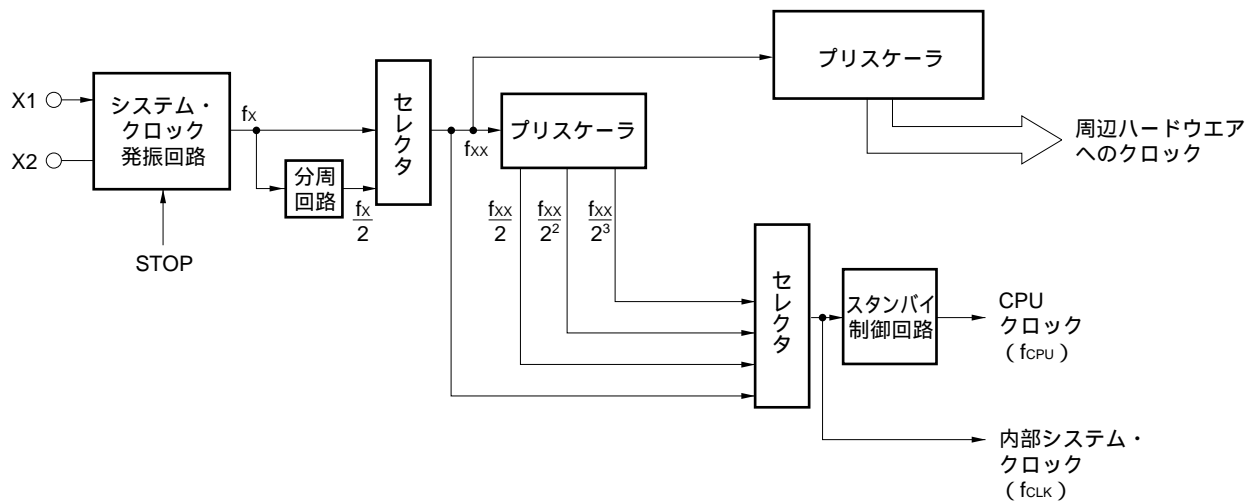 プリスケーラ
X1
X2
システム・
クロック
発振回路
fX
分周
回路
fX
2
セレクタ
fXX
プリスケーラ
周辺ハードウエア
へのクロック
STOP
fXX
2
fXX
2²
fXX
2³
セレクタ
スタンバイ
制御回路
CPU
クロック
(fCPU)
内部システム・
クロック
(fCLK)